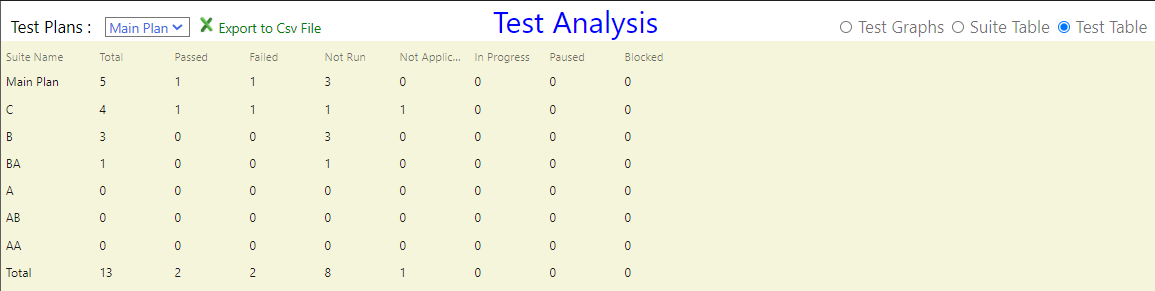 Test Plans : Main Plan Export to Csv File Test Analysis Test Graphs Suite Table Test Table
Suite Name Total Passed Failed Not Run Not Applic... In Progress Paused Blocked
Main Plan 5 1 1 3 0 0 0 0
C 4 1 1 1 1 0 0 0
B 3 0 0 3 0 0 0 0
BA 1 0 0 1 0 0 0 0
A 0 0 0 0 0 0 0 0
AB 0 0 0 0 0 0 0 0
AA 0 0 0 0 0 0 0 0
Total 13 2 2 8 1 0 0 0